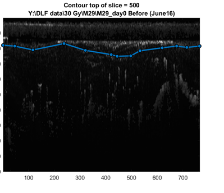 Contour top of slice = 500
Y:\DLF data\30 Gy\M29\M29_day0 Before (June16)
100 200 300 400 500 600 700